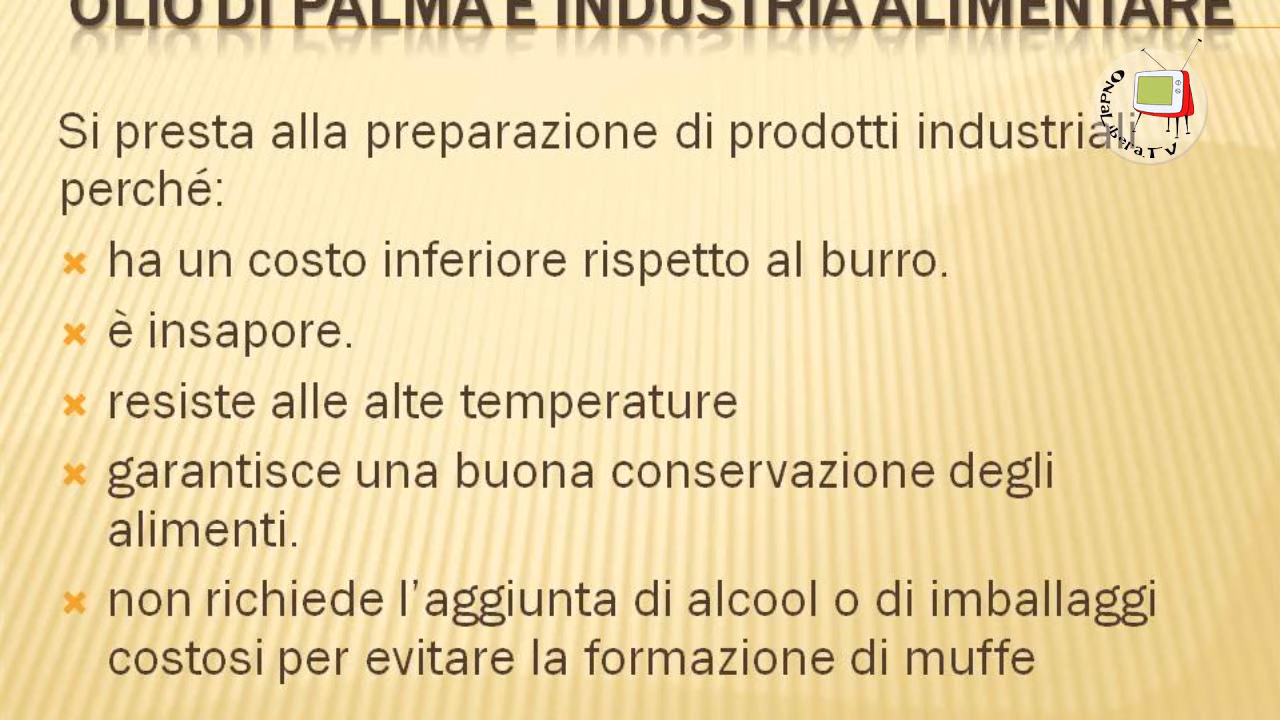 OLIO DI PALMA E INDUSTRIA ALIMENTARE
OndaLibera.TV
Si presta alla preparazione di prodotti industriali
perché:
ha un costo inferiore rispetto al burro.
è insapore.
resiste alle alte temperature
garantisce una buona conservazione degli
alimenti.
non richiede l'aggiunta di alcool o di imballaggi
costosi per evitare la formazione di muffe